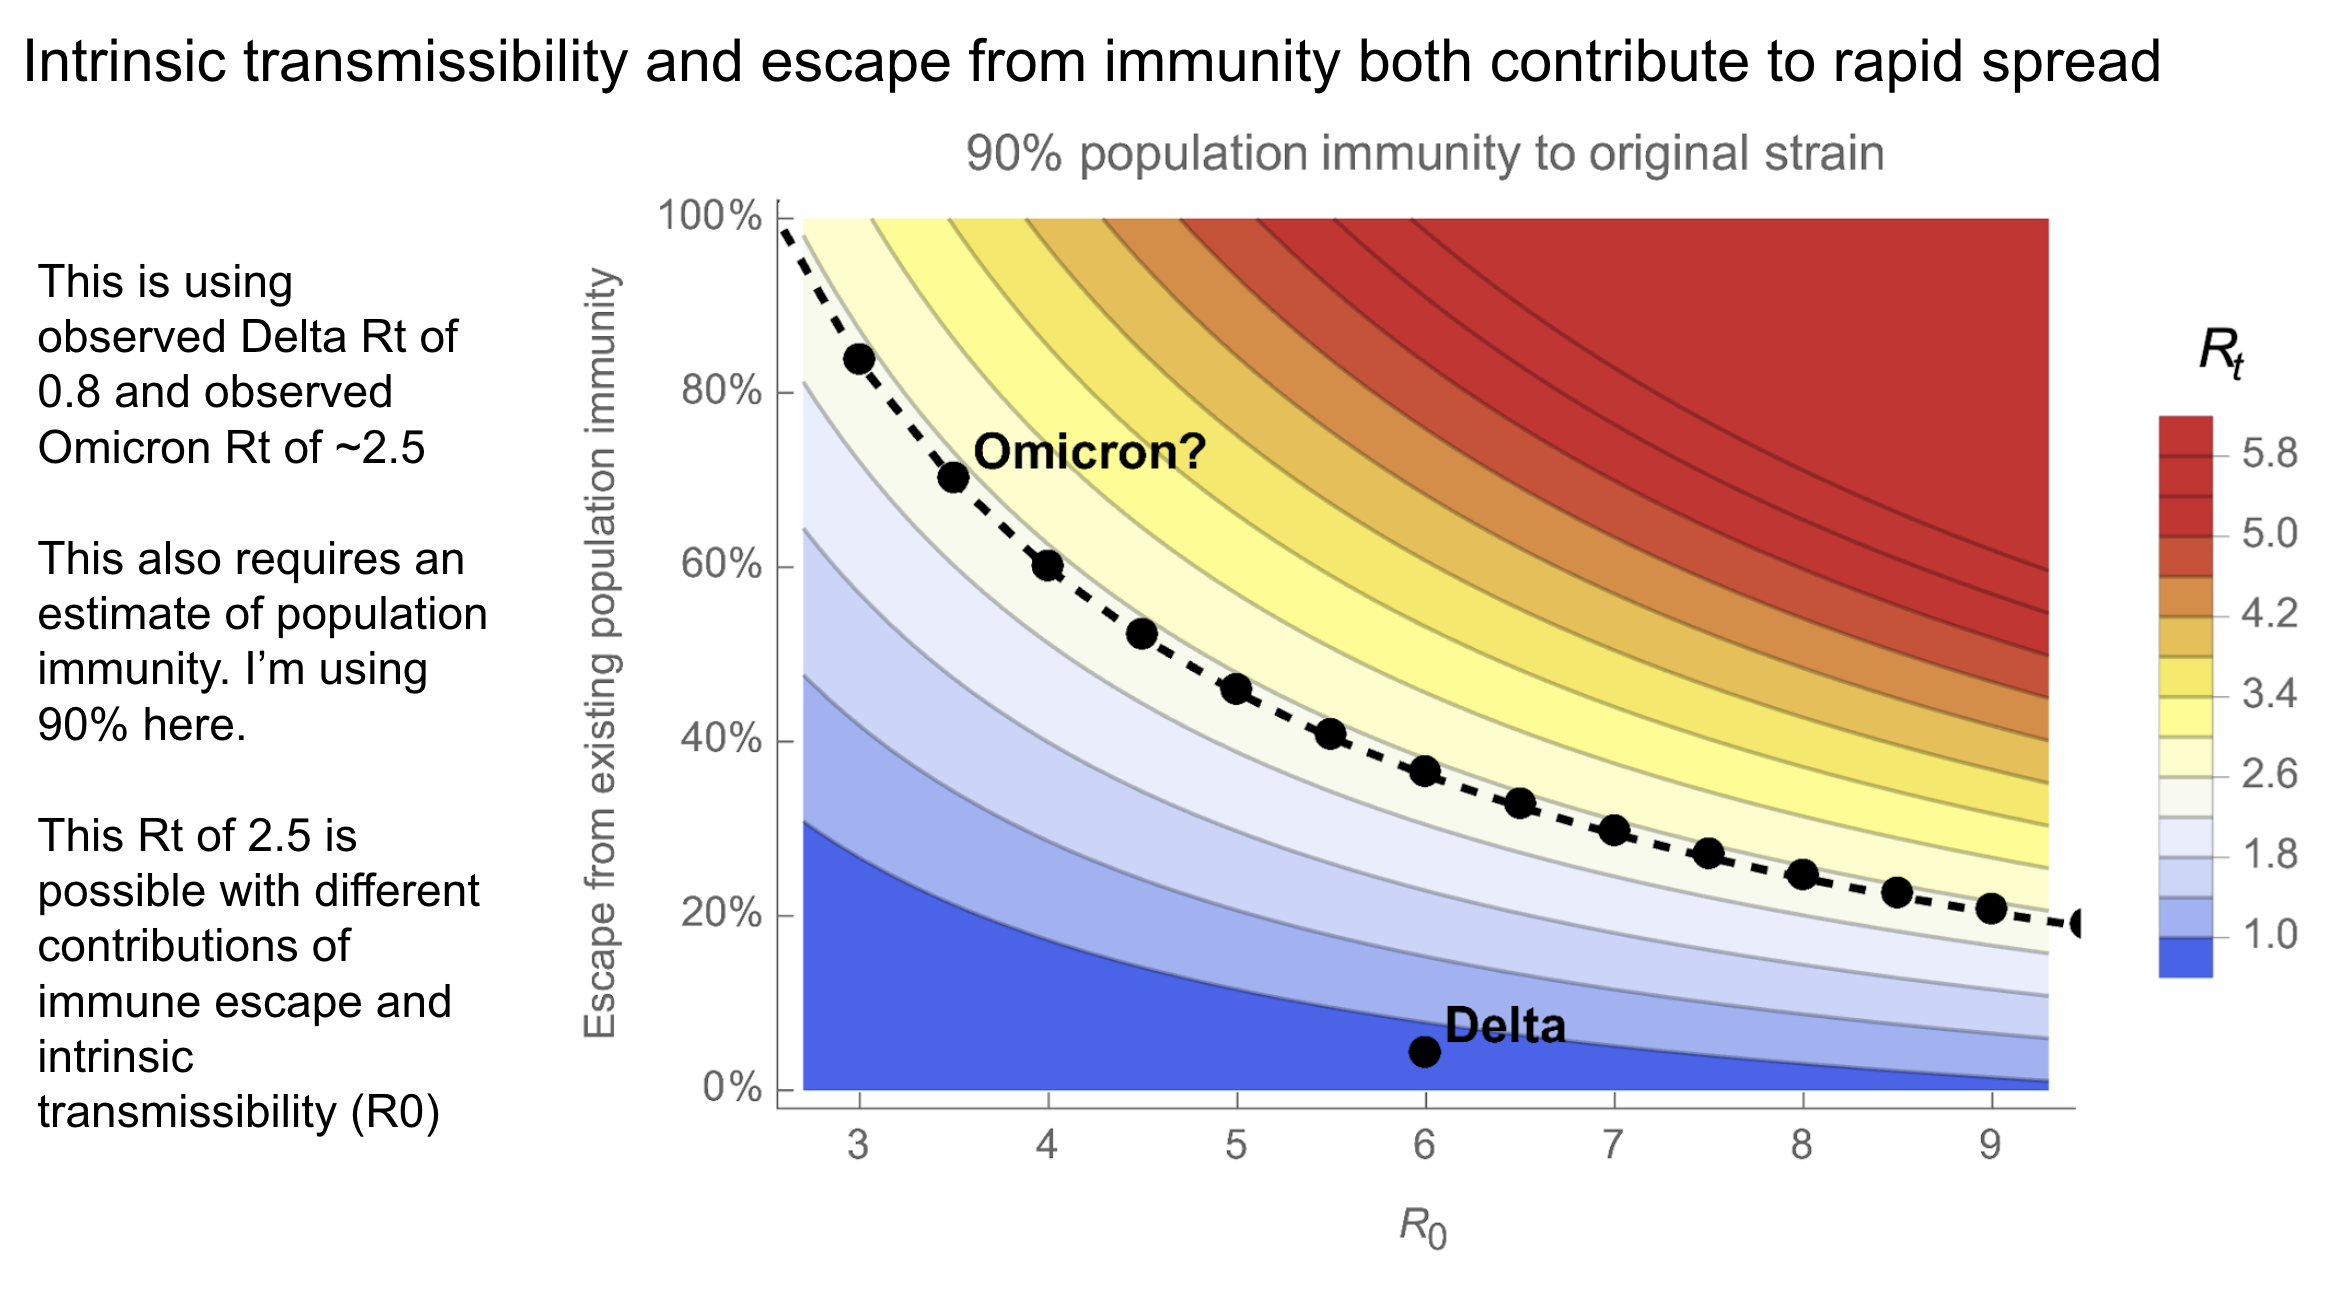 Intrinsic transmissibility and escape from immunity both contribute to rapid spread
This is using
observed Delta Rt of
0.8 and observed
Omicron Rt of ~2.5
This also requires an
estimate of population
immunity. I'm using
90% here.
This Rt of 2.5 is
possible with different
contributions of
immune escape and
intrinsic
transmissibility (R0)
90% population immunity to original strain
Escape from existing population immunity
100%
80%
60%
40%
20%
0%
Omicron?
Delta
3 4 5 6 7 8 9
R0
Rt
5.8
5.0
4.2
3.4
2.6
1.8
1.0